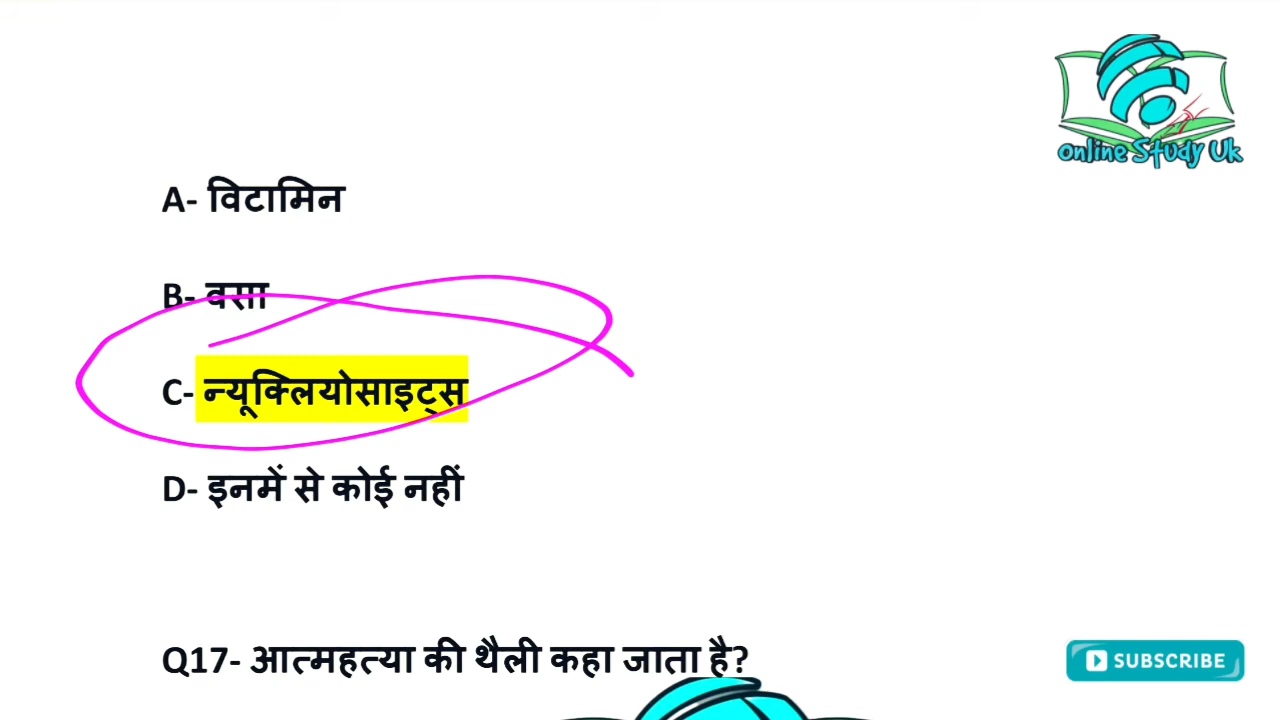 Online Study Uk
A- विटामिन
B- वसा
C- न्यूक्लियोसाइट्स
D- इनमें से कोई नहीं
Q17- आत्महत्या की थैली कहा जाता है?
SUBSCRIBE